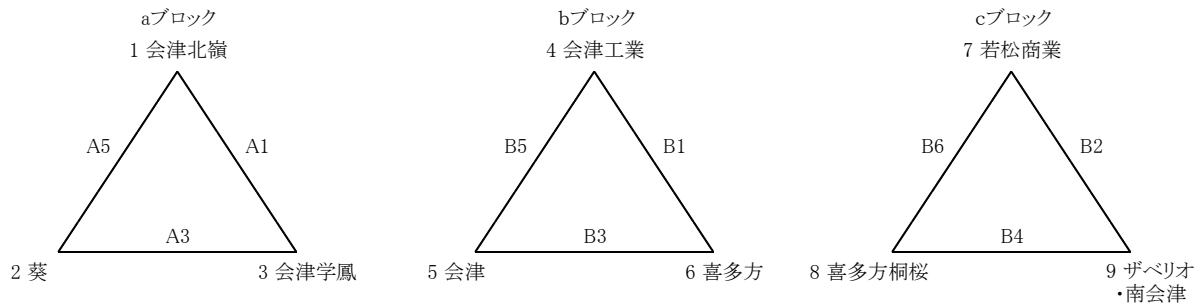 aブロック
1 会津北嶺
A5
A1
A3
2 葵
3 会津学鳳
bブロック
4 会津工業
B5
B1
B3
5 会津
6 喜多方
cブロック
7 若松商業
B6
B2
B4
8 喜多方桐桜
9 ザベリオ
・南会津